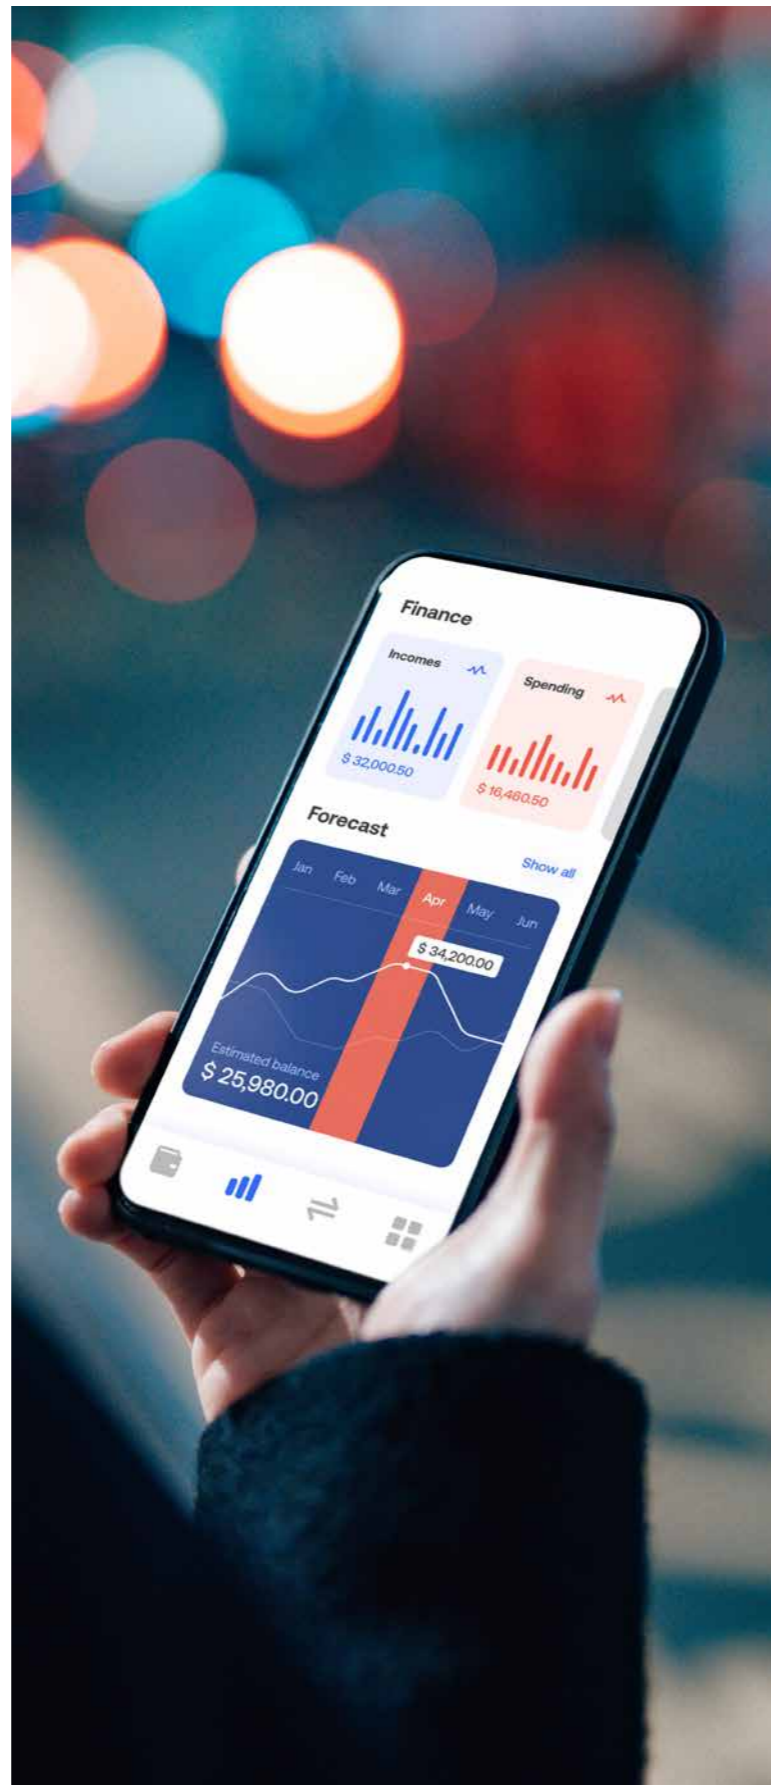 Finance
Incomes
$ 32,000.50
Spending
$ 16,460.50
Forecast
Show all
Jan Feb Mar Apr May Jun
$ 34,200.00
Estimated balance
$ 25,980.00